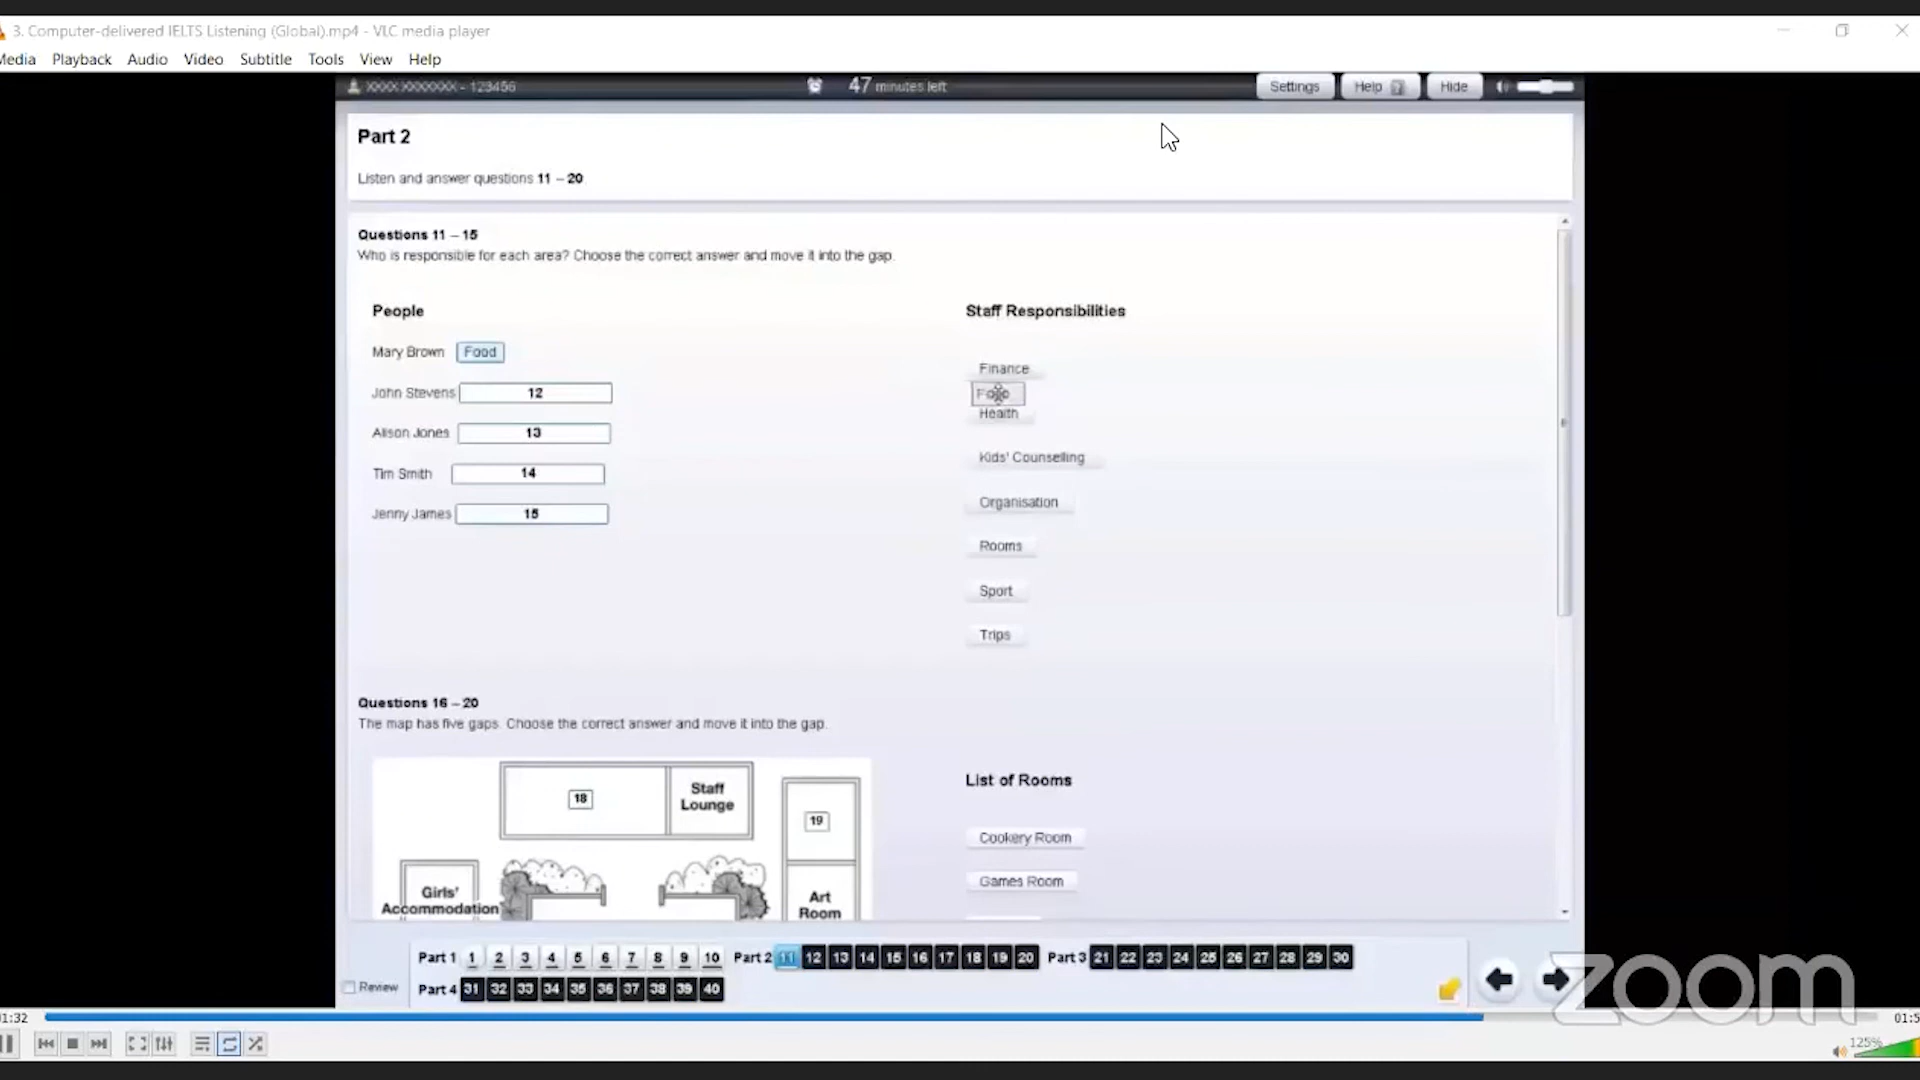 3. Computer-delivered IELTS Listening (Global).mp4 - VLC media player
Media Playback Audio Video Subtitle Tools View Help
XXXX XXXXXXX - 123456
47 minutes left
Settings
Help ?
Hide
Part 2
Listen and answer questions 11 – 20
Questions 11 – 15
Who is responsible for each area? Choose the correct answer and move it into the gap.
People
Staff Responsibilities
Mary Brown Food
John Stevens 12
Alison Jones 13
Tim Smith 14
Jenny James 15
Finance
Health
Kids' Counselling
Organisation
Rooms
Sport
Trips
Questions 16 – 20
The map has five gaps. Choose the correct answer and move it into the gap.
18
Staff
Lounge
19
Girls'
Accommodation
Art
Room
List of Rooms
Cookery Room
Games Room
Part 1 1 2 3 4 5 6 7 8 9 10 Part 2 11 12 13 14 15 16 17 18 19 20 Part 3 21 22 23 24 25 26 27 28 29 30
Review
Part 4 31 32 33 34 35 36 37 38 39 40
zoom
1:32
01:5
125%